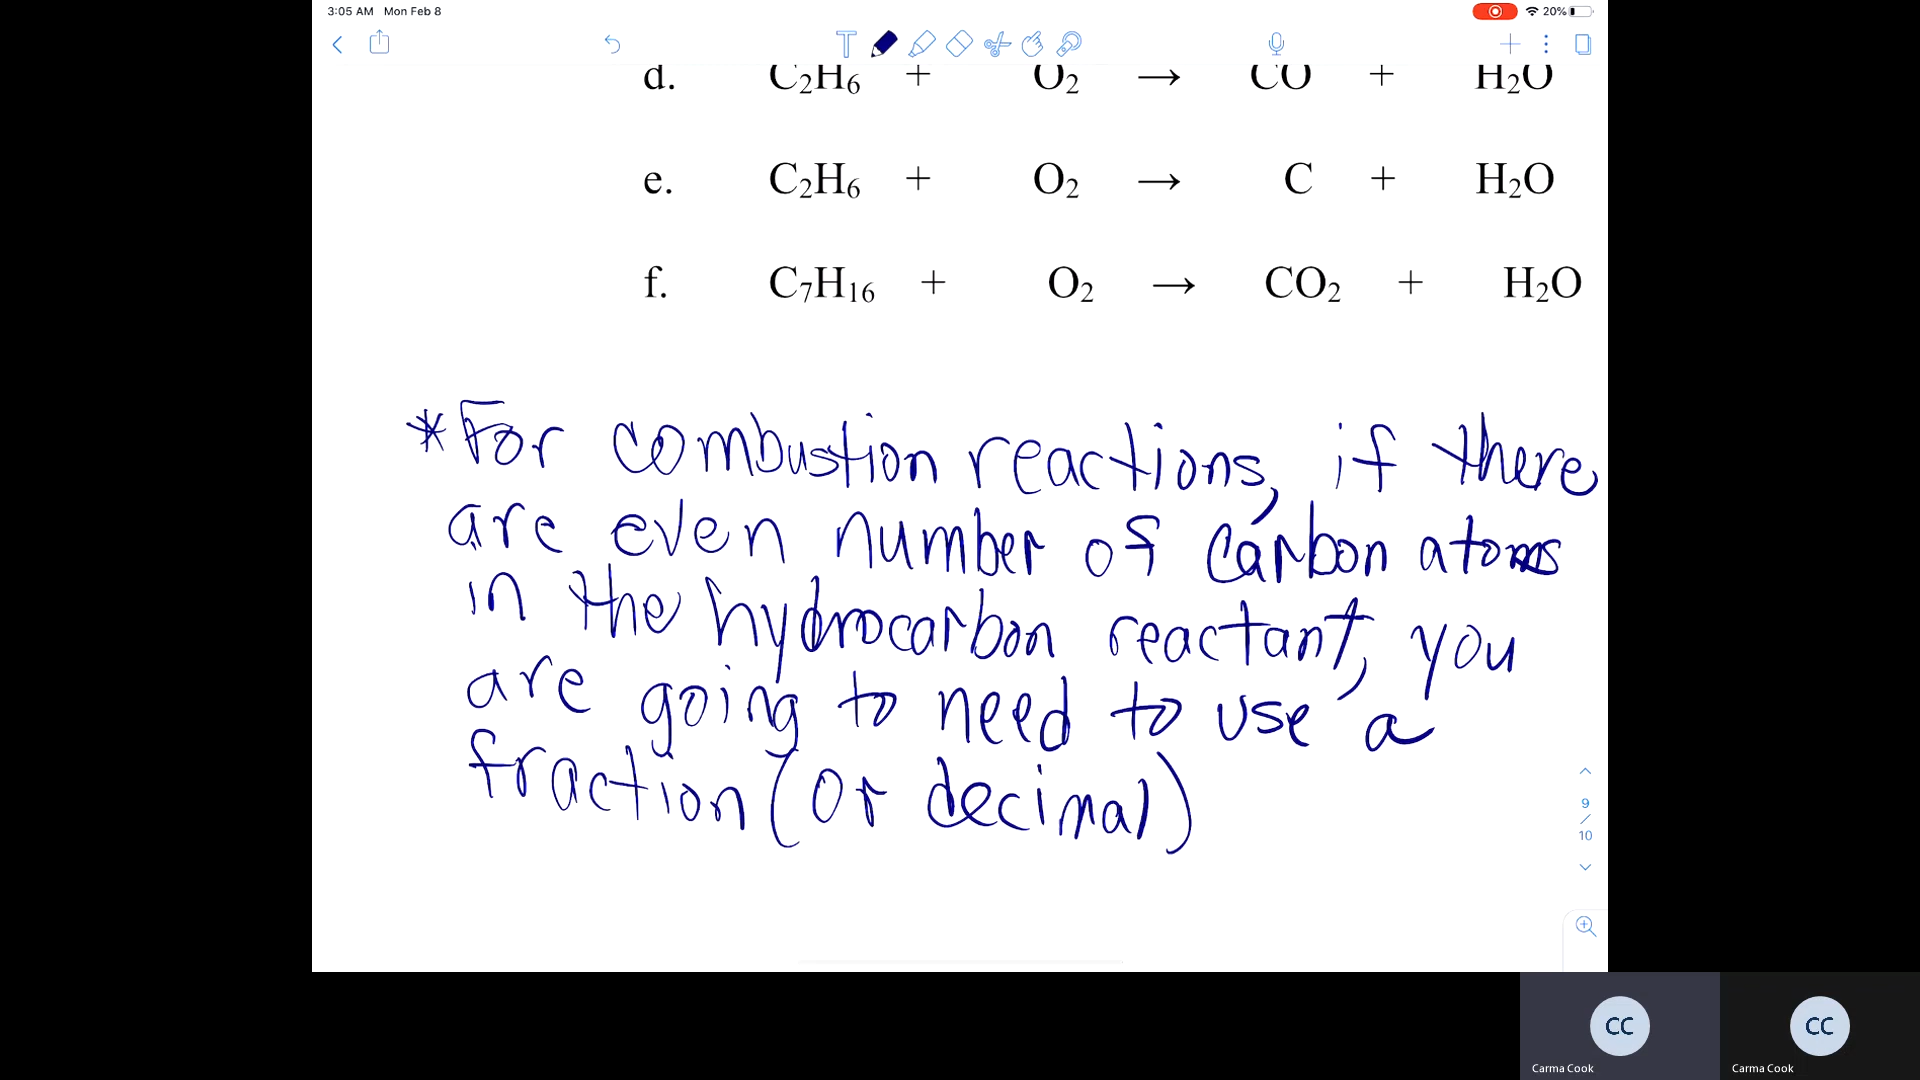 3:05 AM Mon Feb 8
20%
d. C₂H₆ + O₂ → CO + H₂O
e. C₂H₆ + O₂ → C + H₂O
f. C₇H₁₆ + O₂ → CO₂ + H₂O
*For combustion reactions, if there
are even number of carbon atoms
in the hydrocarbon reactant, you
are going to need to use a
fraction (or decimal)
9
/
10
CC CC
Carma Cook Carma Cook